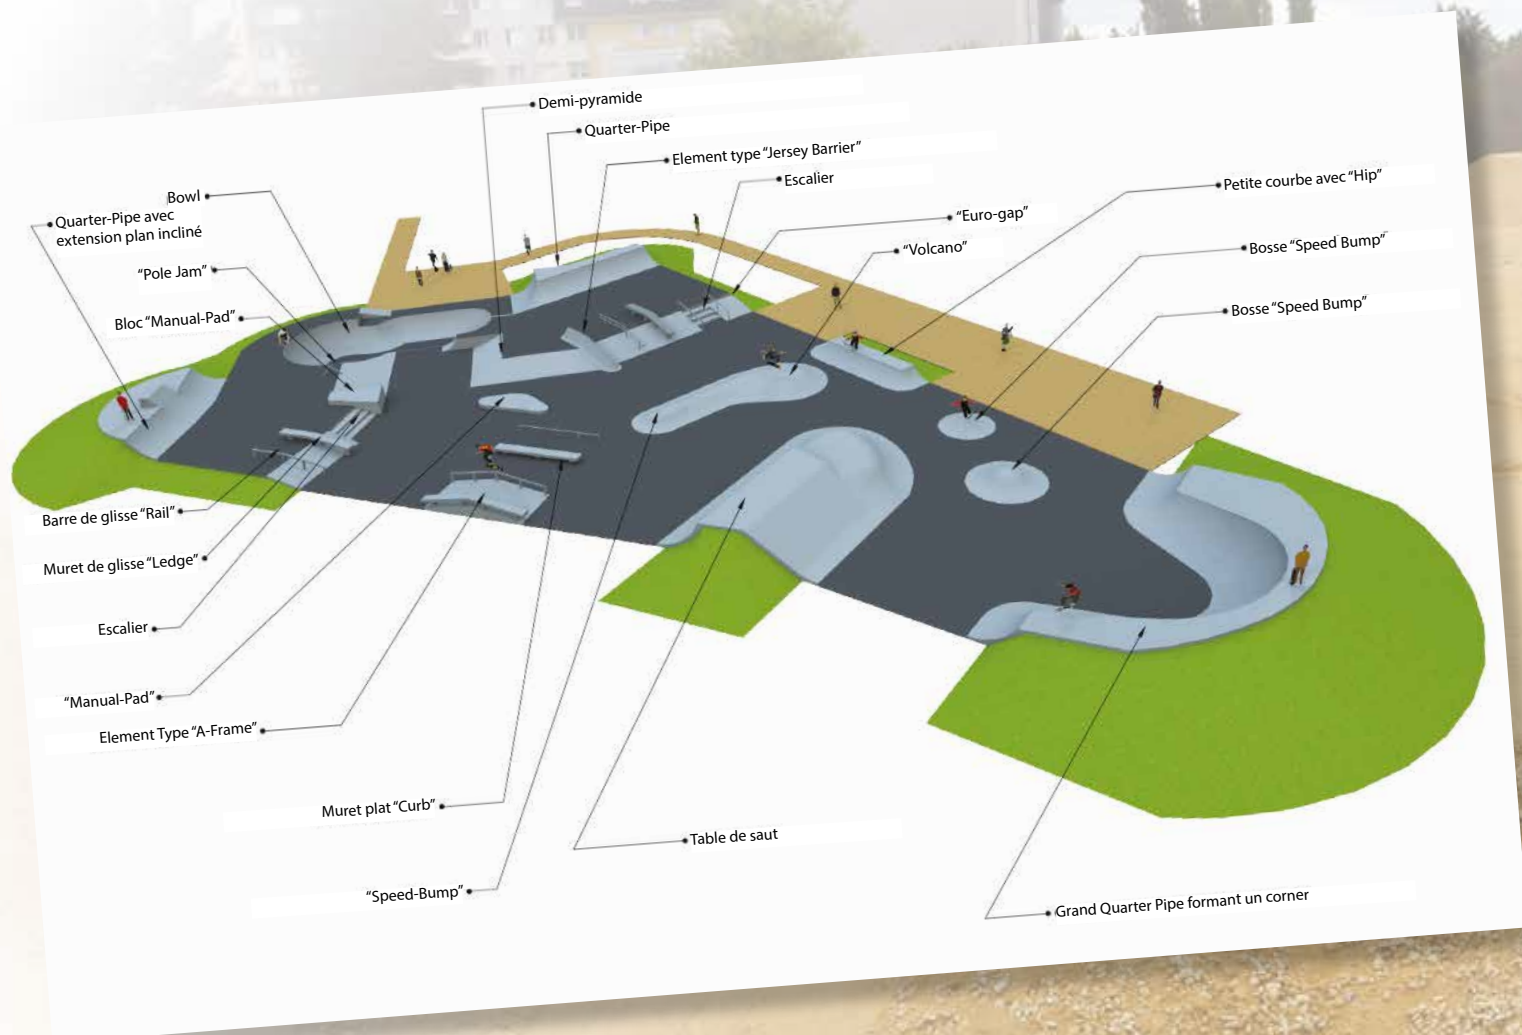 Demi-pyramide
Quarter-Pipe
Element type “Jersey Barrier”
Escalier
Petite courbe avec “Hip”
Bowl
Quarter-Pipe avec
extension plan incliné
“Euro-gap”
“Volcano”
Bosse “Speed Bump”
“Pole Jam”
Bloc “Manual-Pad”
Bosse “Speed Bump”
Barre de glisse “Rail”
Muret de glisse “Ledge”
Escalier
“Manual-Pad”
Element Type “A-Frame”
Muret plat “Curb”
Table de saut
“Speed-Bump”
Grand Quarter Pipe formant un corner